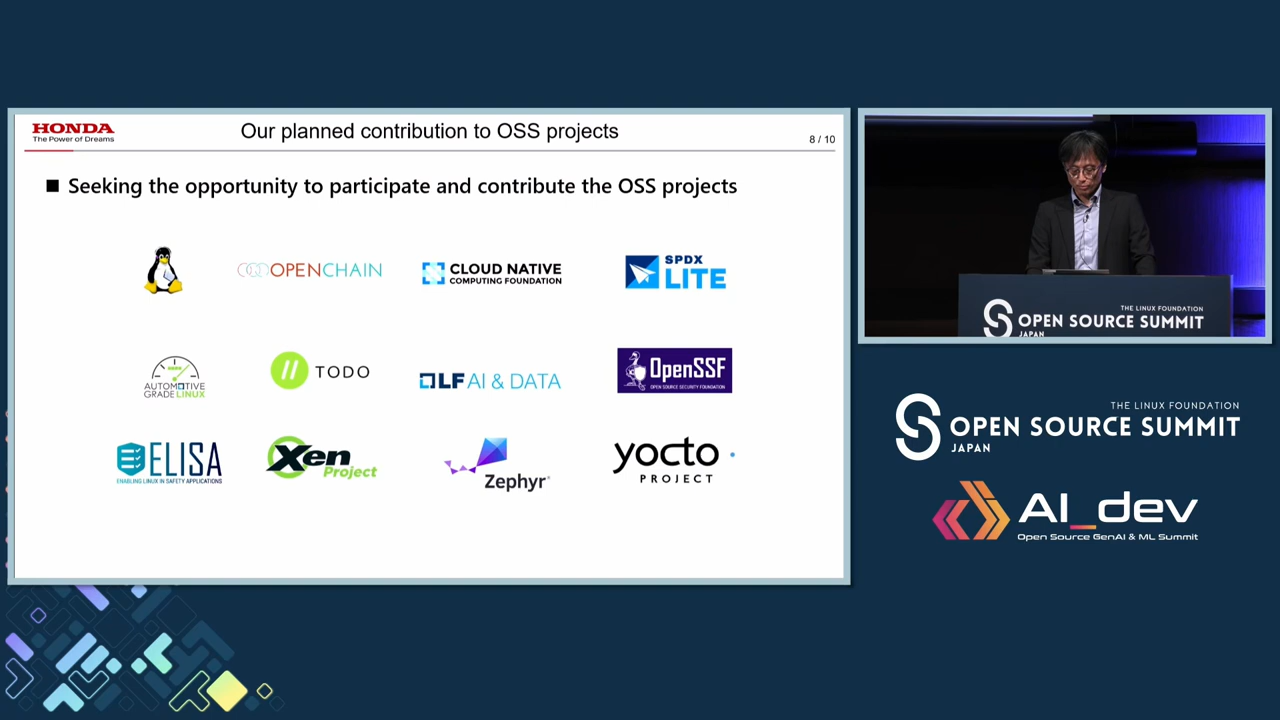 HONDA
The Power of Dreams
Our planned contribution to OSS projects
8 / 10
■ Seeking the opportunity to participate and contribute the OSS projects
OPENCHAIN
CLOUD NATIVE
COMPUTING FOUNDATION
SPDX
LITE
AUTOMOTIVE
GRADE LINUX
TODO
LF AI & DATA
OpenSSF
OPEN SOURCE SECURITY FOUNDATION
ELISA
ENABLING LINUX IN SAFETY APPLICATIONS
Xen
Project
Zephyr
yocto
PROJECT
THE LINUX FOUNDATION
OPEN SOURCE SUMMIT
JAPAN
THE LINUX FOUNDATION
OPEN SOURCE SUMMIT
JAPAN
AI_dev
Open Source GenAI & ML Summit